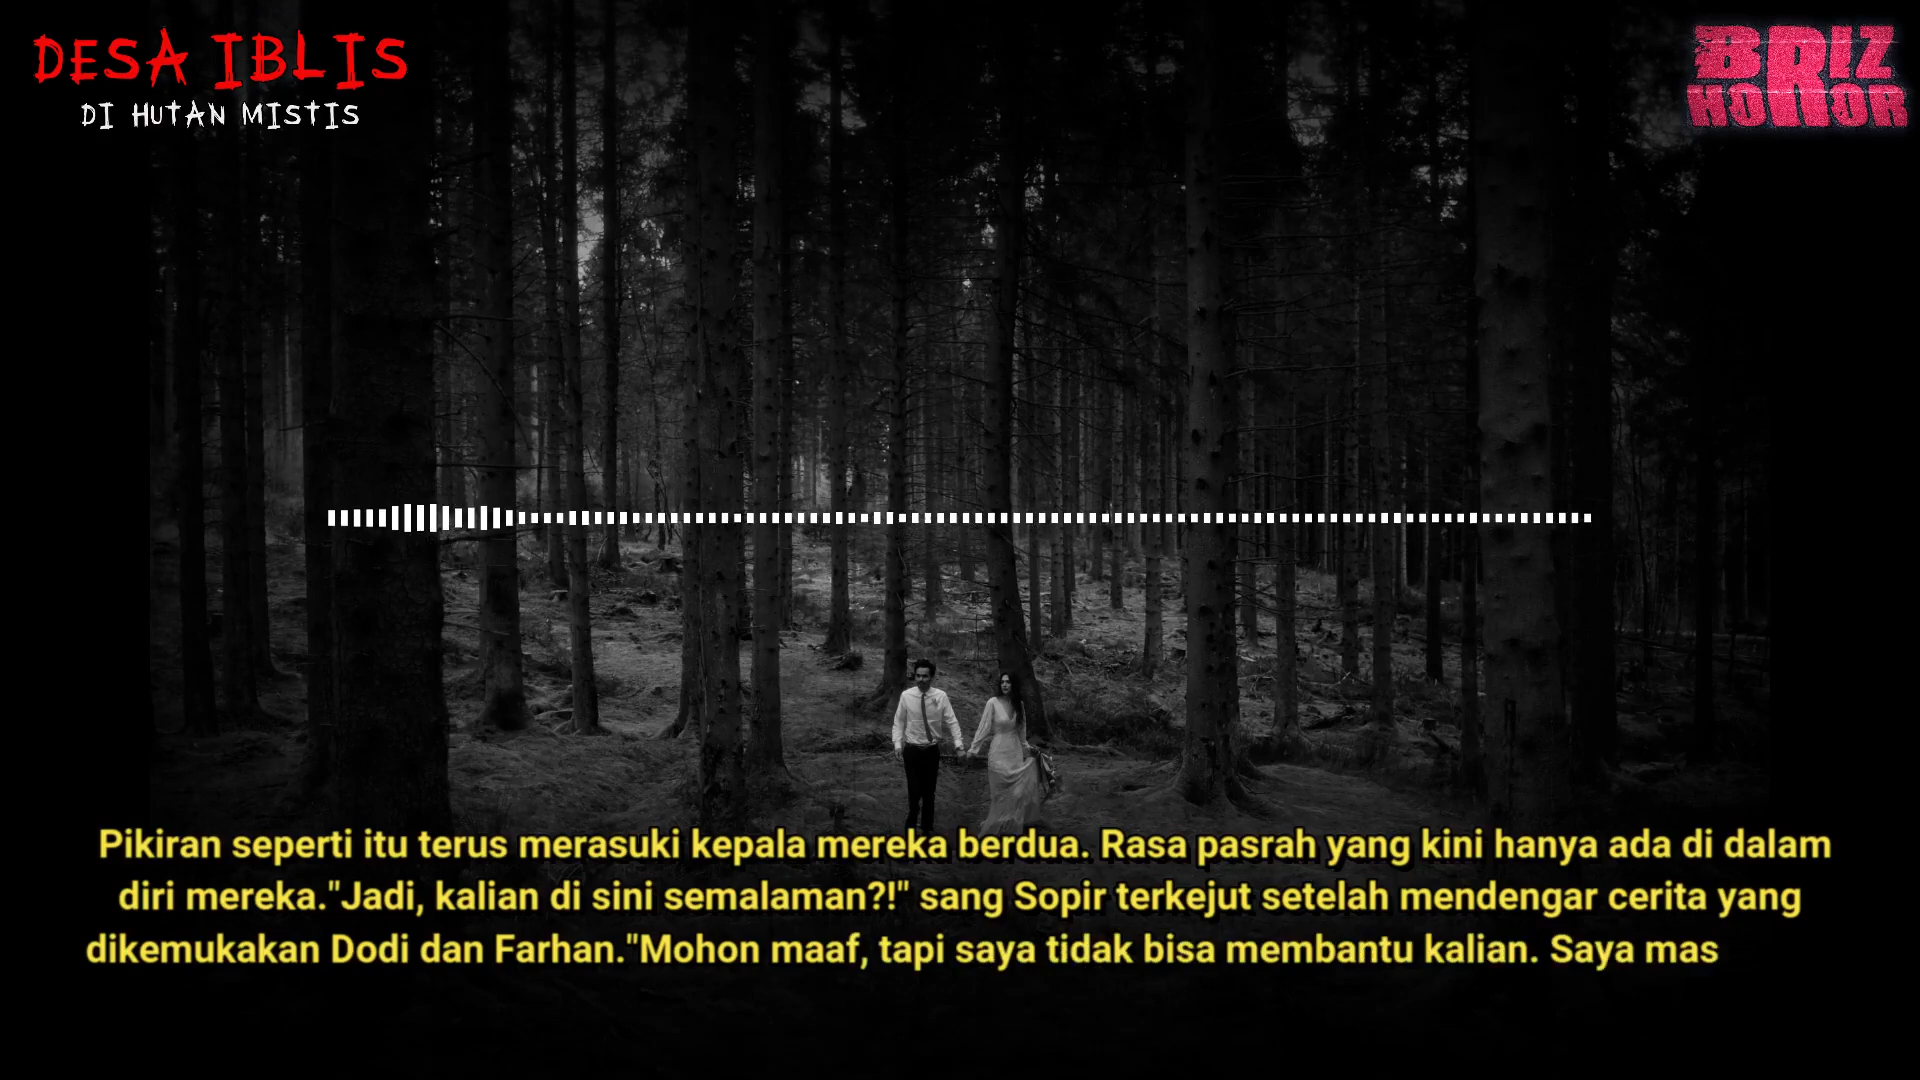 DESA IBLIS
DI HUTAN MISTIS
BRIZ
HORROR
Pikiran seperti itu terus merasuki kepala mereka berdua. Rasa pasrah yang kini hanya ada di dalam
diri mereka."Jadi, kalian di sini semalaman?!" sang Sopir terkejut setelah mendengar cerita yang
dikemukakan Dodi dan Farhan."Mohon maaf, tapi saya tidak bisa membantu kalian. Saya mas